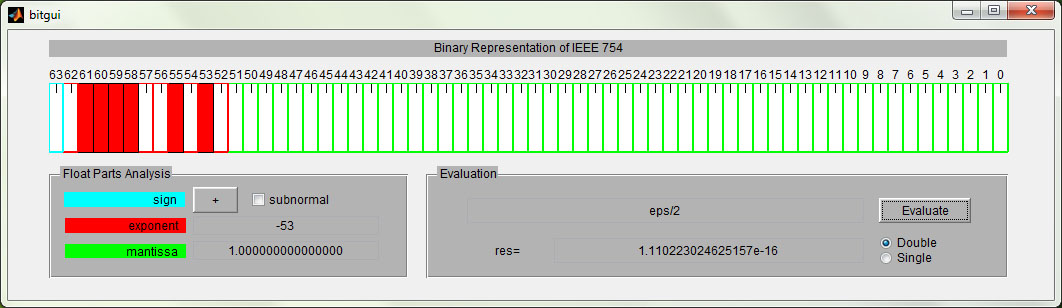 bitgui
Binary Representation of IEEE 754
63 62 61 60 59 58 57 56 55 54 53 52 51 50 49 48 47 46 45 44 43 42 41 40 39 38 37 36 35 34 33 32 31 30 29 28 27 26 25 24 23 22 21 20 19 18 17 16 15 14 13 12 11 10 9 8 7 6 5 4 3 2 1 0
Float Parts Analysis
sign + subnormal
exponent -53
mantissa 1.000000000000000
Evaluation
eps/2 Evaluate
res= 1.110223024625157e-16
Double
Single